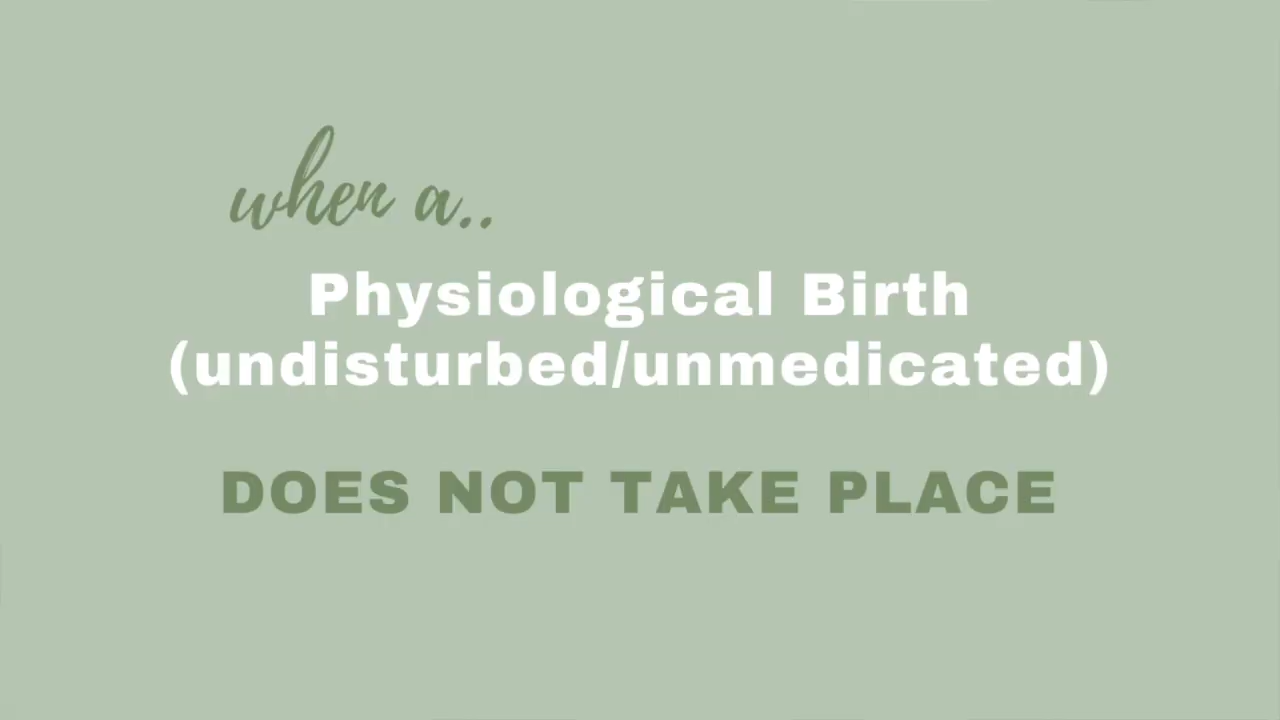 when a..
Physiological Birth
(undisturbed/unmedicated)
DOES NOT TAKE PLACE